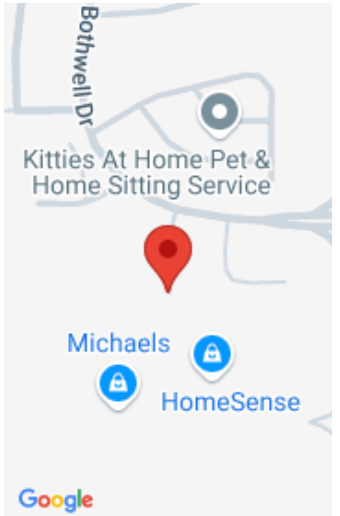 Bothwell Dr
Kitties At Home Pet &
Home Sitting Service
Michaels
HomeSense
Google